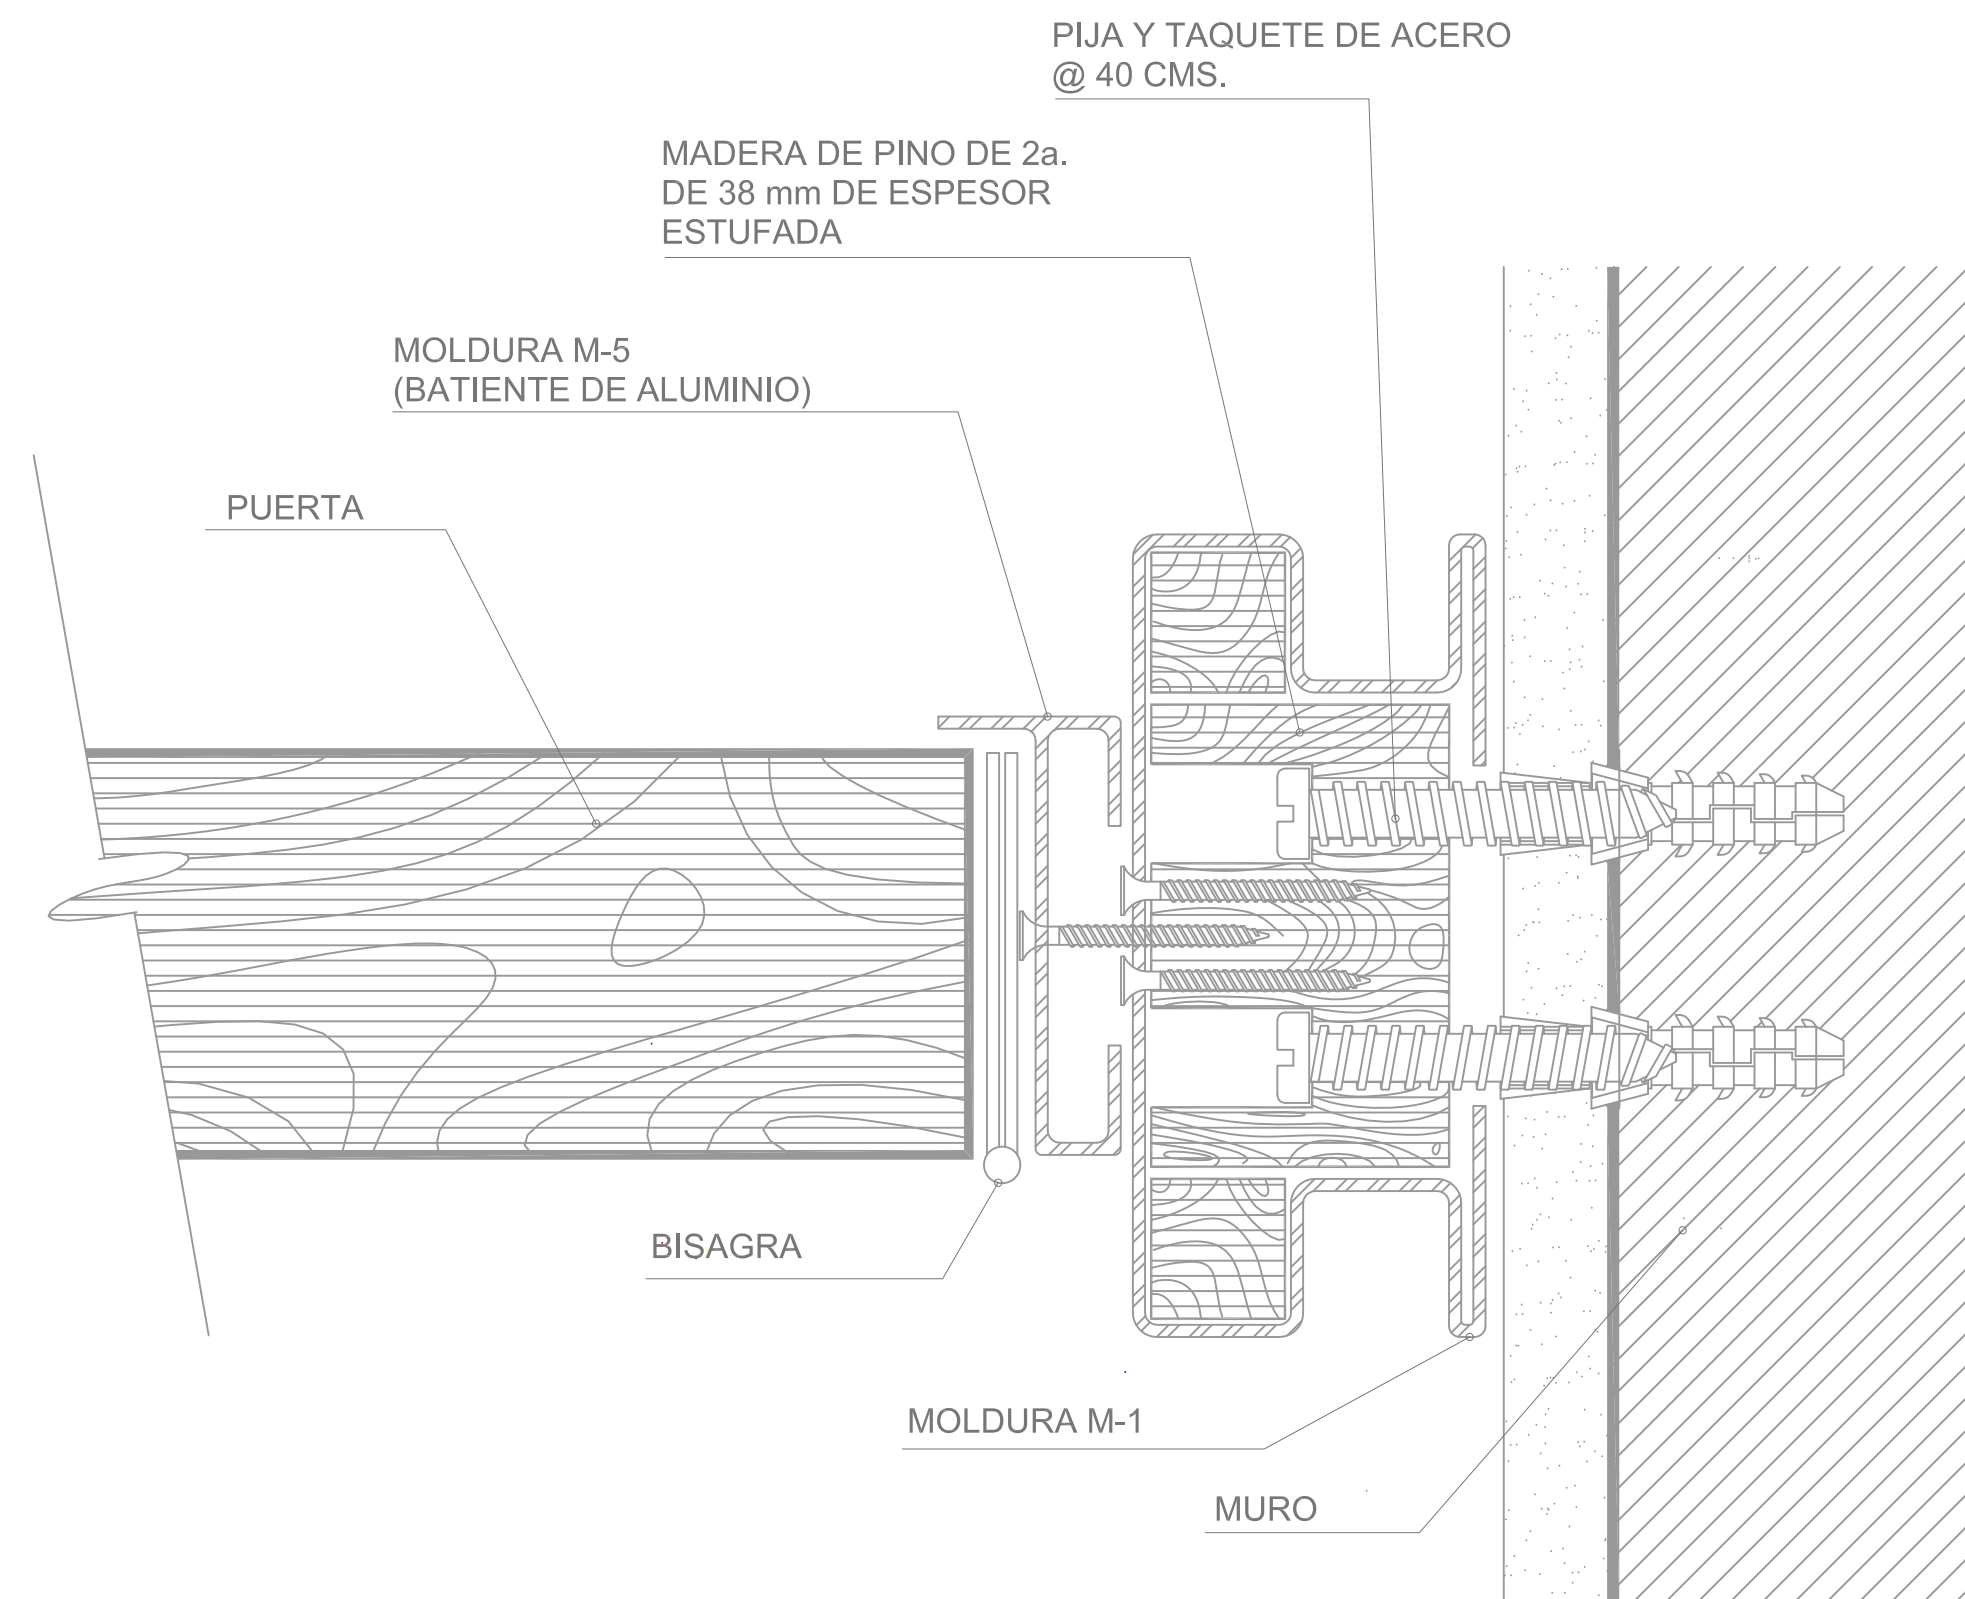 PIJA Y TAQUETE DE ACERO
@ 40 CMS.
MADERA DE PINO DE 2a.
DE 38 mm DE ESPESOR
ESTUFADA
MOLDURA M-5
(BATIENTE DE ALUMINIO)
PUERTA
BISAGRA
MOLDURA M-1
MURO